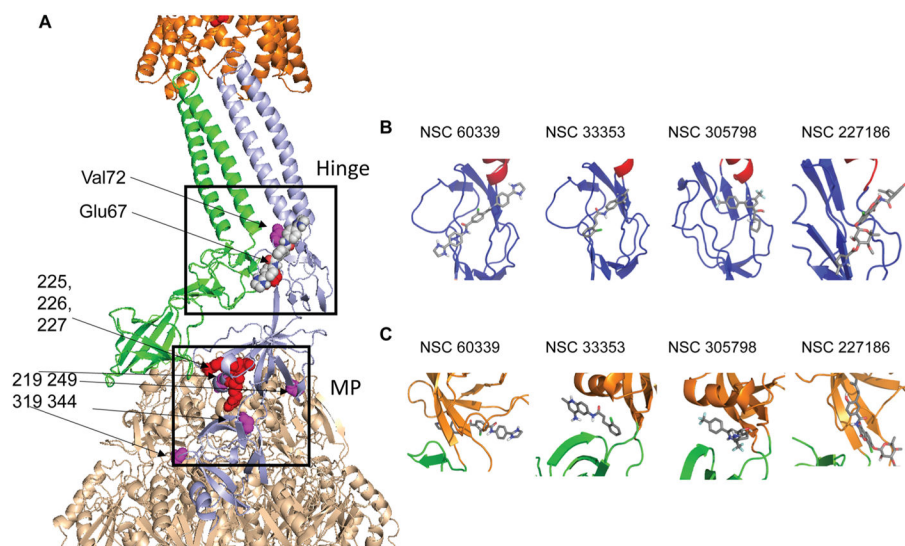 A
Hinge
Val72
Glu67
225,
226,
227
219 249
319 344
MP
B
NSC 60339 NSC 33353 NSC 305798 NSC 227186
C
NSC 60339 NSC 33353 NSC 305798 NSC 227186